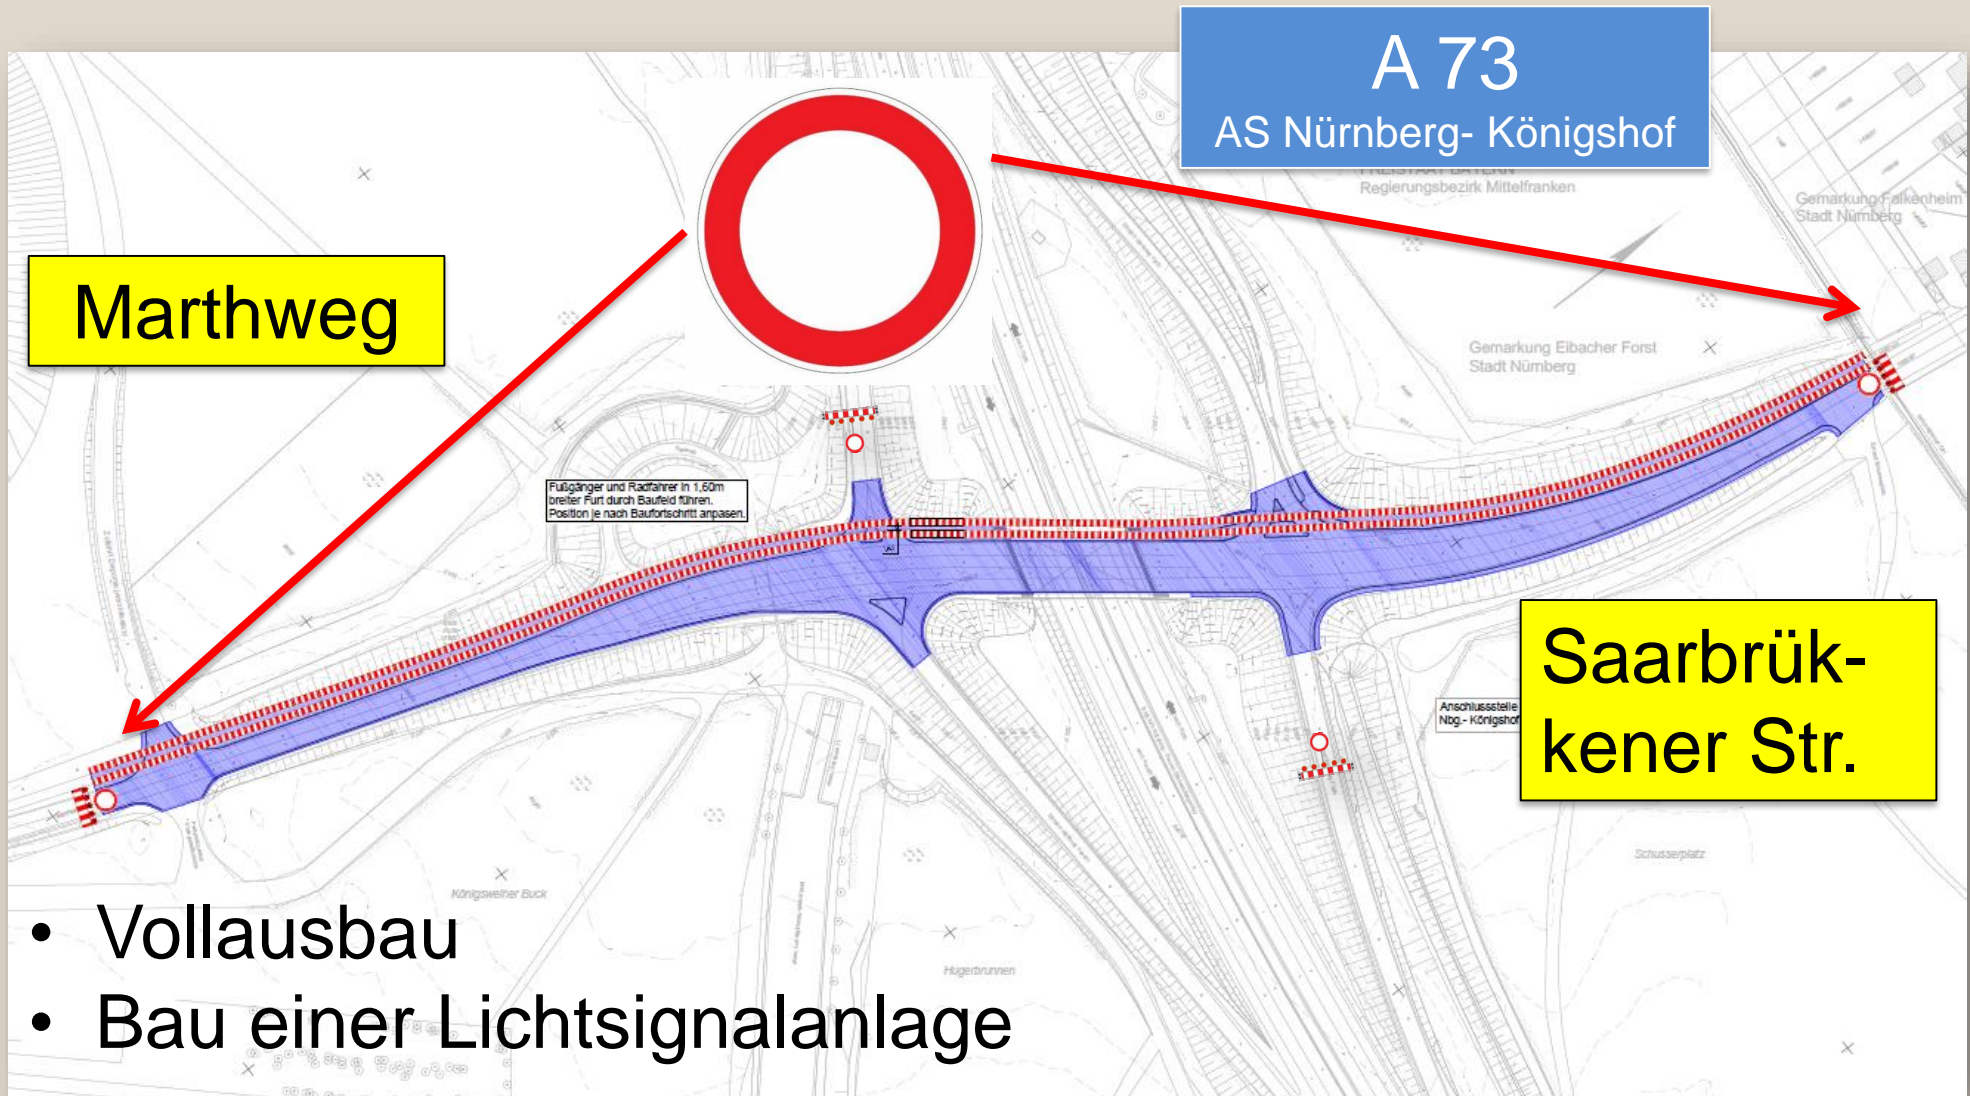 A 73
AS Nürnberg- Königshof
FREISTAAT BAYERN
Regierungsbezirk Mittelfranken
Gemarkung Falkenheim
Stadt Nürnberg
Marthweg
Gemarkung Eibacher Forst
Stadt Nürnberg
Fußgänger und Radfahrer in 1,60m
breiter Furt durch Baufeld führen.
Position je nach Baufortschritt anpasen.
Saarbrük-
kener Str.
Anschlussstelle
Nbg.- Königshof
Schusserplatz
Königsweiher Buck
Hugerbrunnen
• Vollausbau
• Bau einer Lichtsignalanlage